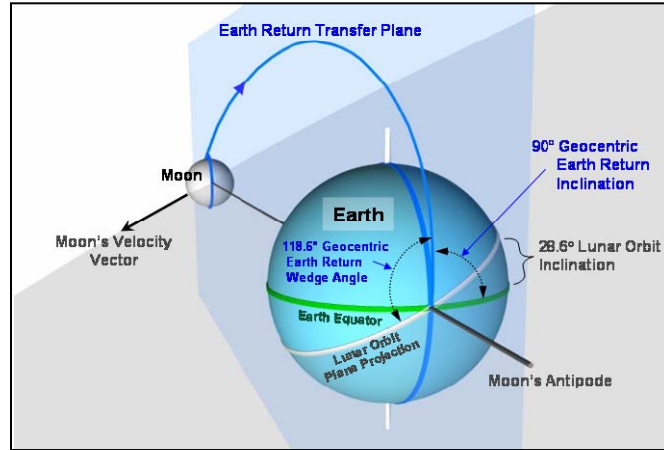 Earth Return Transfer Plane
90° Geocentric
Earth Return
Inclination
Moon
Earth
Moon's Velocity
Vector
118.6° Geocentric
Earth Return
Wedge Angle
28.6° Lunar Orbit
Inclination
Earth Equator
Lunar Orbit
Plane Projection
Moon's Antipode